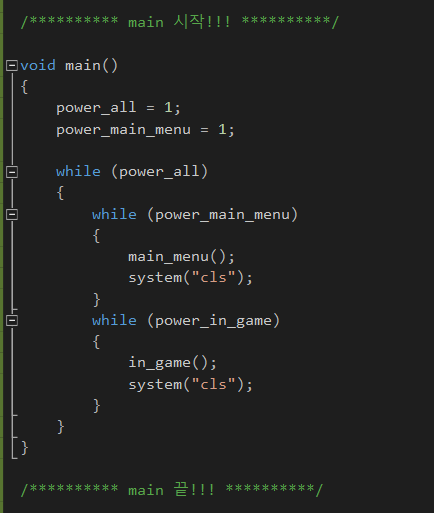 /********** main 시작!!! **********/
void main()
{
    power_all = 1;
    power_main_menu = 1;
    while (power_all)
    {
        while (power_main_menu)
        {
            main_menu();
            system("cls");
        }
        while (power_in_game)
        {
            in_game();
            system("cls");
        }
    }
}
/********** main 끝!!! **********/